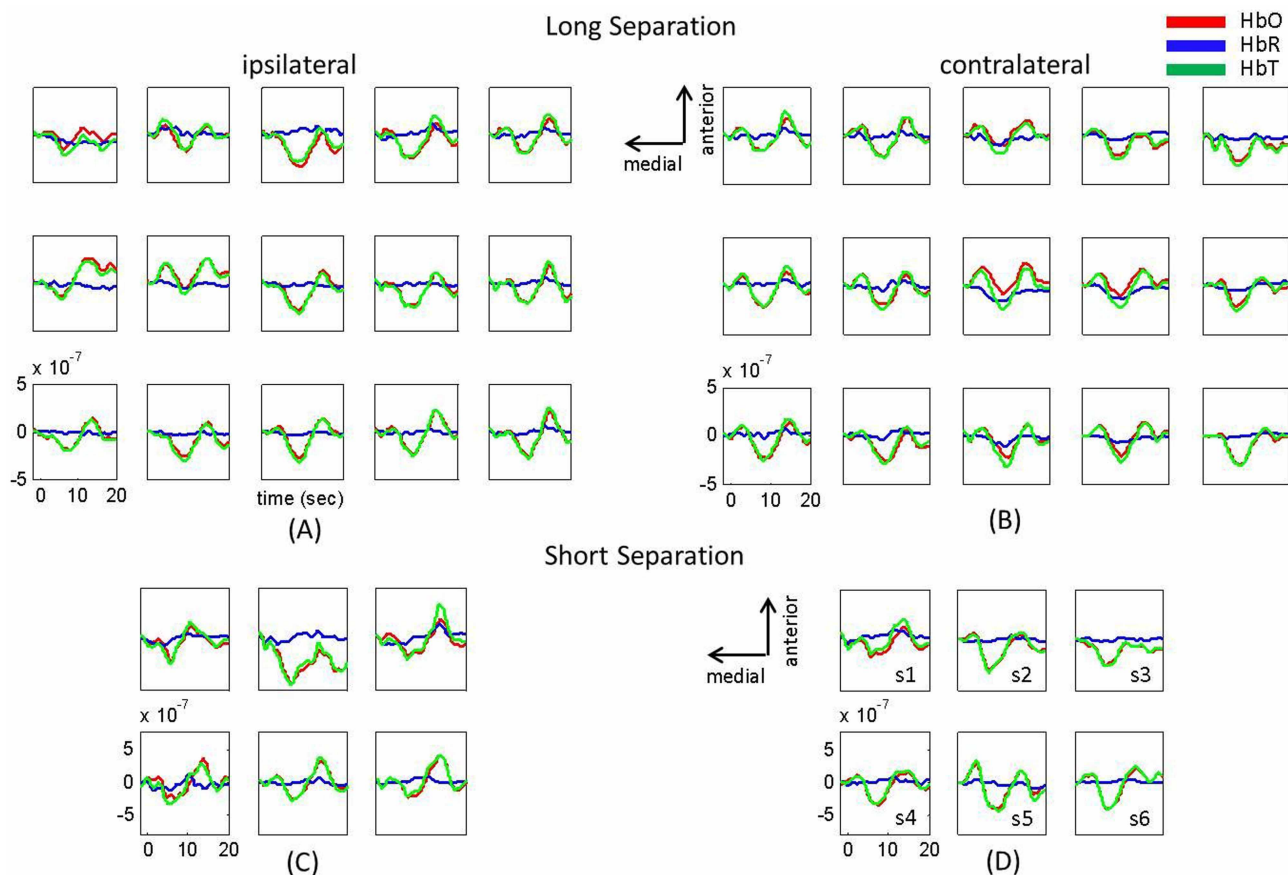 Long Separation
HbO
HbR
HbT
ipsilateral
contralateral
anterior
medial
x 10 -7
5
0
-5
0 10 20
time (sec)
(A)
x 10 -7
5
0
-5
0 10 20
(B)
Short Separation
anterior
medial
s1
s2
s3
x 10 -7
5
0
-5
0 10 20
(C)
x 10 -7
5
0
-5
0 10 20
s4
s5
s6
(D)